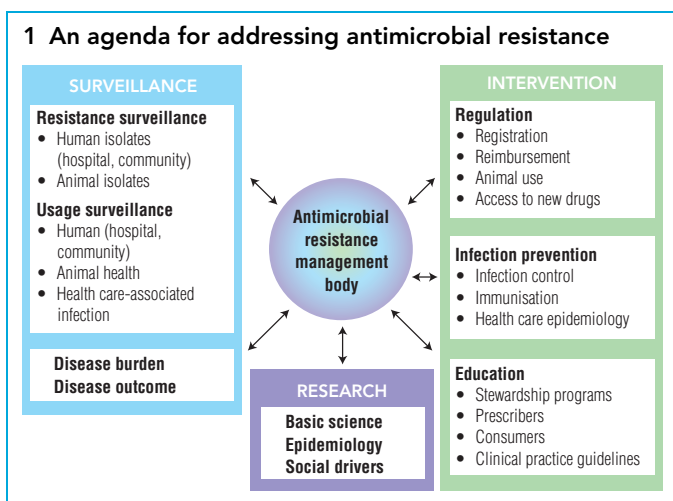 1 An agenda for addressing antimicrobial resistance
SURVEILLANCE
Resistance surveillance
• Human isolates
(hospital, community)
• Animal isolates
Usage surveillance
• Human (hospital,
community)
• Animal health
• Health care-associated
infection
Disease burden
Disease outcome
Antimicrobial
resistance
management
body
RESEARCH
Basic science
Epidemiology
Social drivers
INTERVENTION
Regulation
• Registration
• Reimbursement
• Animal use
• Access to new drugs
Infection prevention
• Infection control
• Immunisation
• Health care epidemiology
Education
• Stewardship programs
• Prescribers
• Consumers
• Clinical practice guidelines